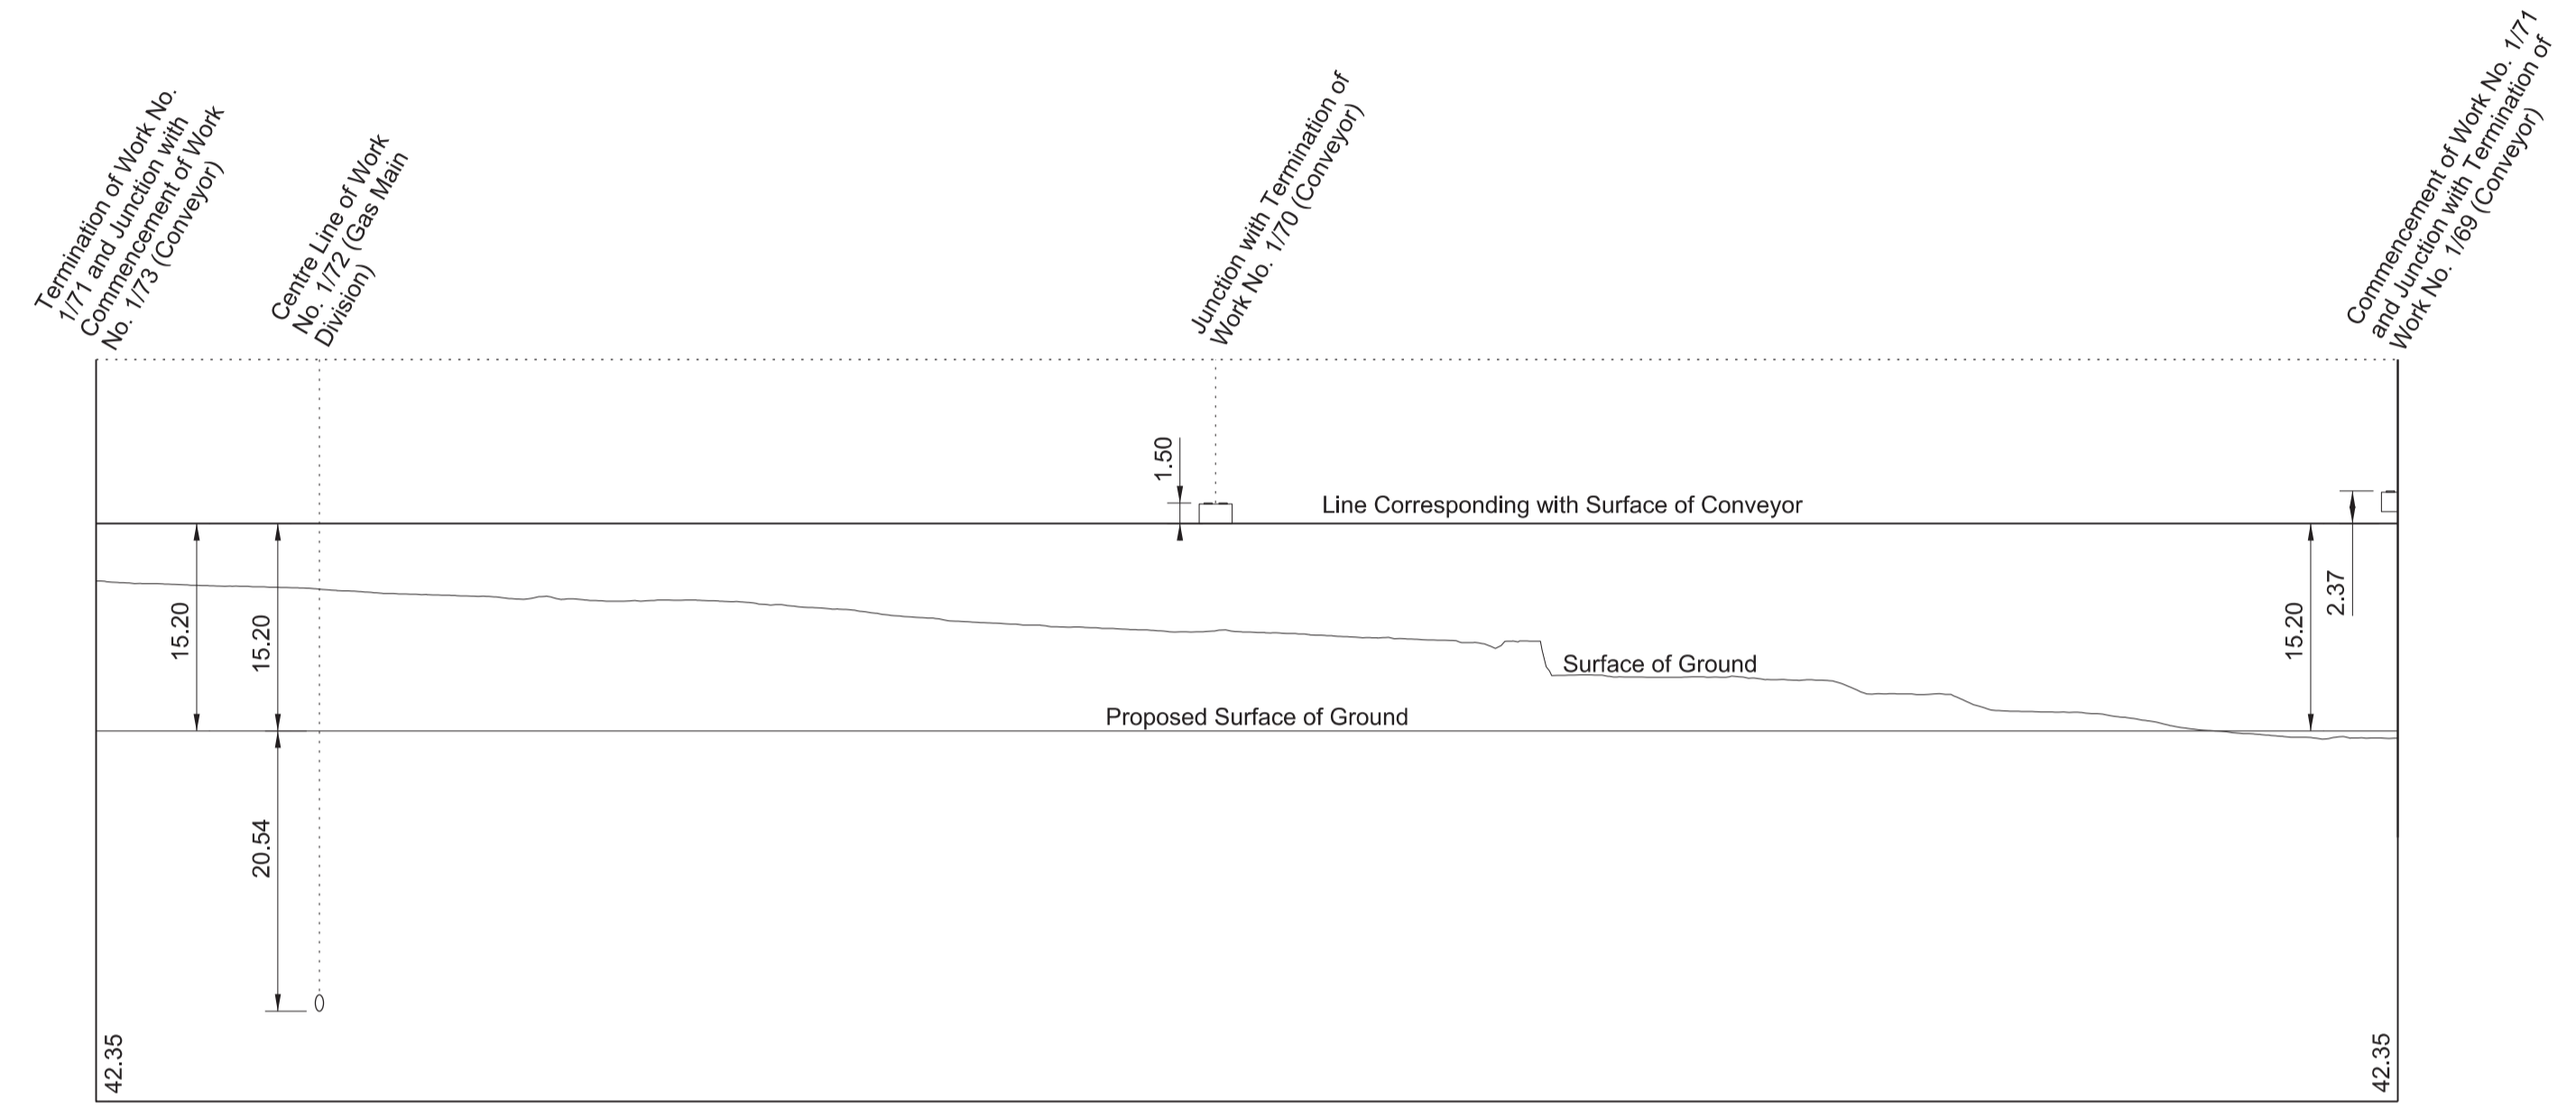 Termination of Work No.
1/71 and Junction with
Commencement of Work
No. 1/73 (Conveyor)
Centre Line of Work
No. 1/72 (Gas Main
Division)
Junction with Termination of
Work No. 1/70 (Conveyor)
Commencement of Work No. 1/71
and Junction with Termination of
Work No. 1/69 (Conveyor)
1.50
Line Corresponding with Surface of Conveyor
15.20
15.20
15.20
2.37
Surface of Ground
Proposed Surface of Ground
20.54
42.35
42.35